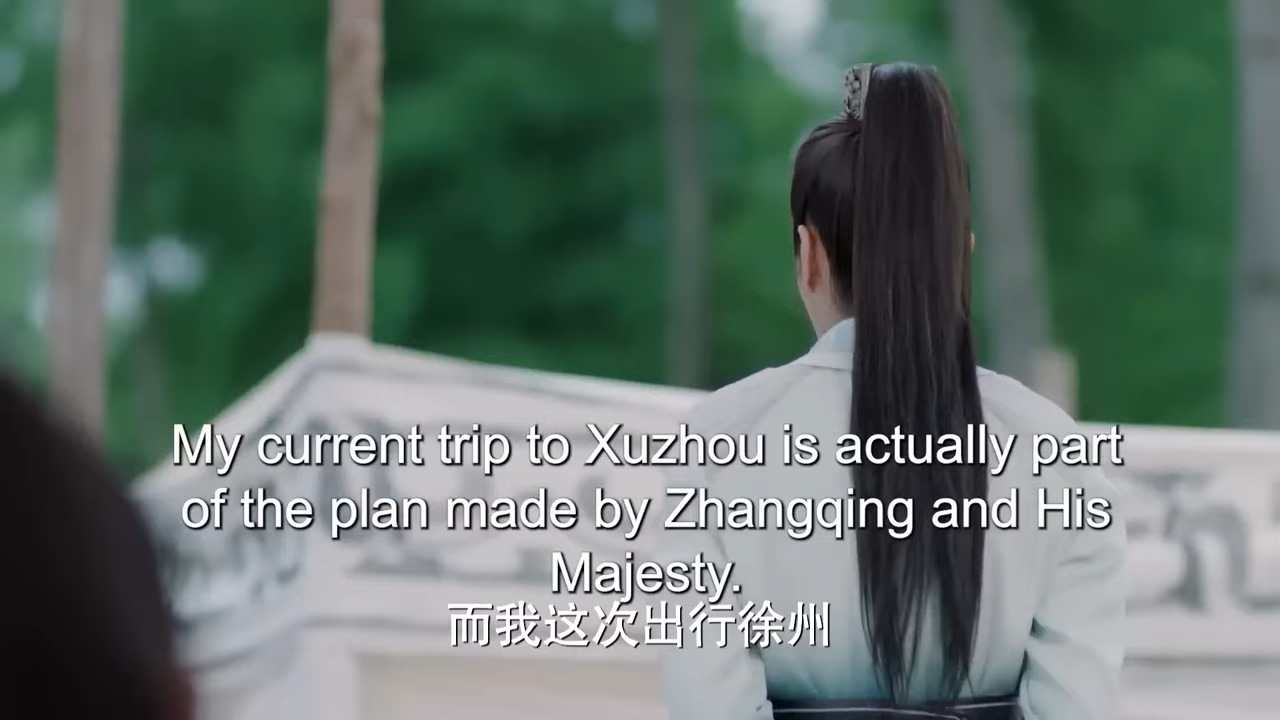 My current trip to Xuzhou is actually part
of the plan made by Zhangqing and His
Majesty.
而我这次出行徐州